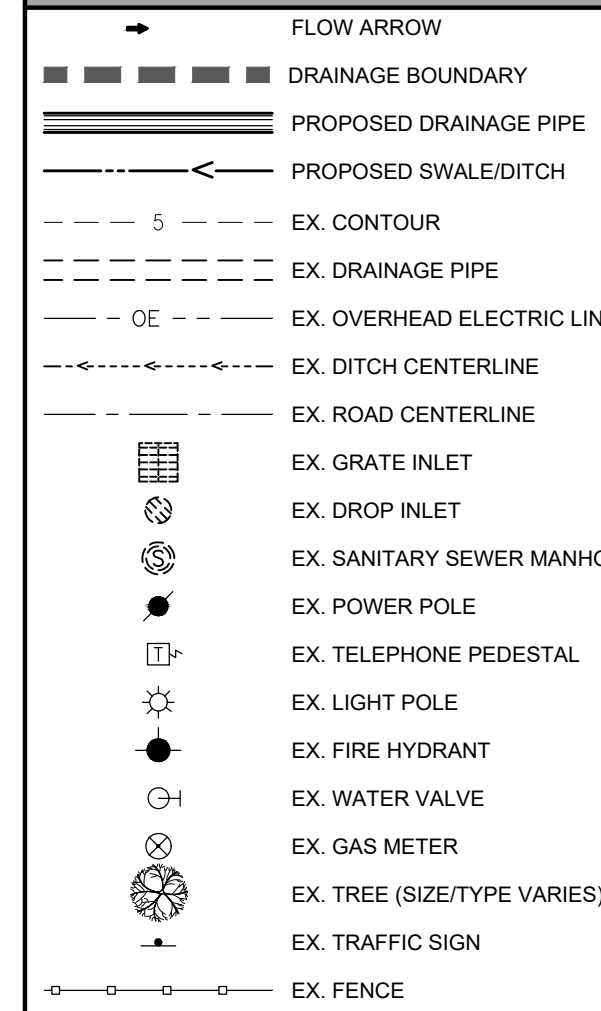 FLOW ARROW
DRAINAGE BOUNDARY
PROPOSED DRAINAGE PIPE
PROPOSED SWALE/DITCH
5 EX. CONTOUR
EX. DRAINAGE PIPE
OE EX. OVERHEAD ELECTRIC LIN
EX. DITCH CENTERLINE
EX. ROAD CENTERLINE
EX. GRATE INLET
EX. DROP INLET
S EX. SANITARY SEWER MANHO
EX. POWER POLE
T EX. TELEPHONE PEDESTAL
EX. LIGHT POLE
EX. FIRE HYDRANT
EX. WATER VALVE
EX. GAS METER
EX. TREE (SIZE/TYPE VARIES)
EX. TRAFFIC SIGN
EX. FENCE